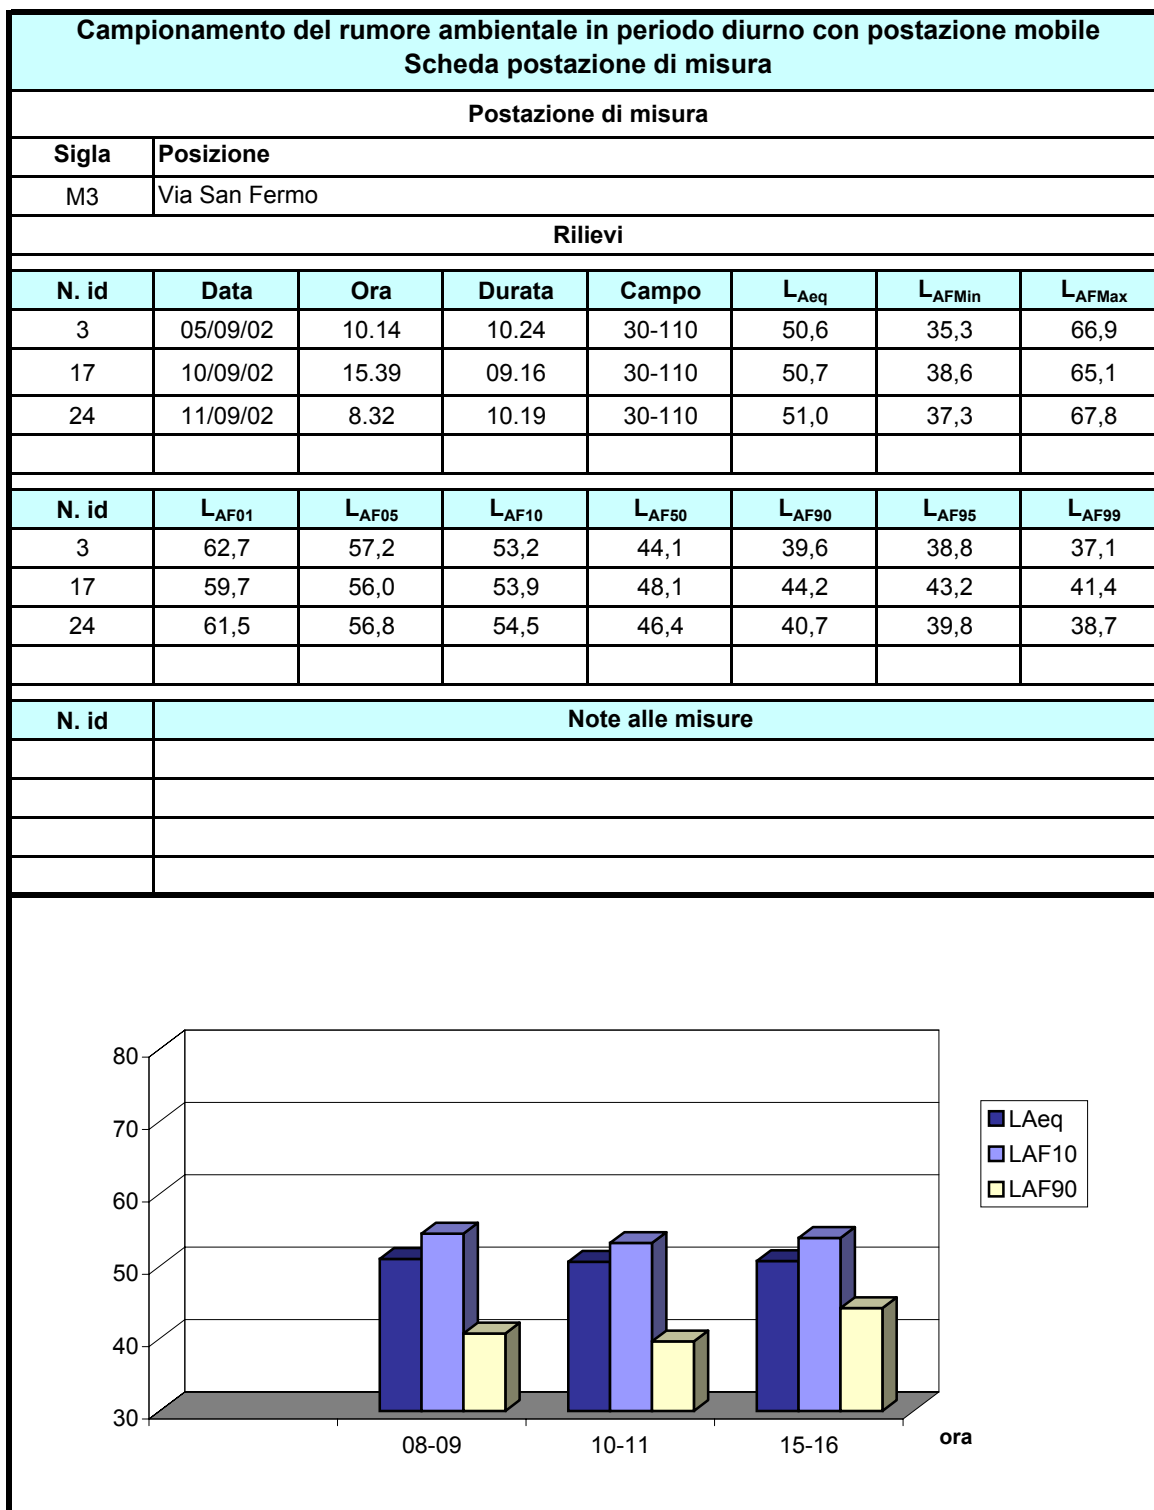 Campionamento del rumore ambientale in periodo diurno con postazione mobile
Scheda postazione di misura
Postazione di misura
Sigla Posizione
M3 Via San Fermo
Rilievi
N. id Data Ora Durata Campo LAeq LAFMin LAFMax
3 05/09/02 10.14 10.24 30-110 50,6 35,3 66,9
17 10/09/02 15.39 09.16 30-110 50,7 38,6 65,1
24 11/09/02 8.32 10.19 30-110 51,0 37,3 67,8
N. id LAF01 LAF05 LAF10 LAF50 LAF90 LAF95 LAF99
3 62,7 57,2 53,2 44,1 39,6 38,8 37,1
17 59,7 56,0 53,9 48,1 44,2 43,2 41,4
24 61,5 56,8 54,5 46,4 40,7 39,8 38,7
N. id Note alle misure
80
70
60
50
40
30
LAeq
LAF10
LAF90
08-09 10-11 15-16 ora